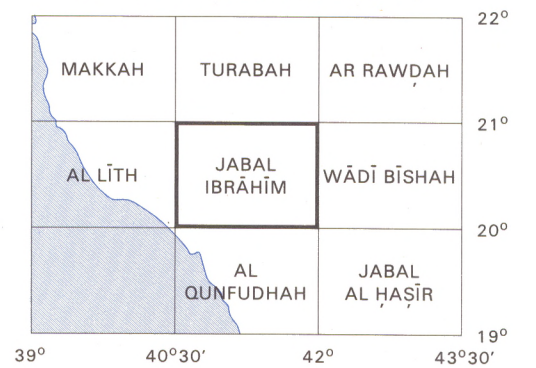 22°
MAKKAH
TURABAH
AR RAWḌAH
21°
AL LĪTH
JABAL
IBRĀHĪM
WĀDĪ BĪSHAH
20°
AL
QUNFUDHAH
JABAL
AL ḤAṢĪR
19°
39°
40°30'
42°
43°30'